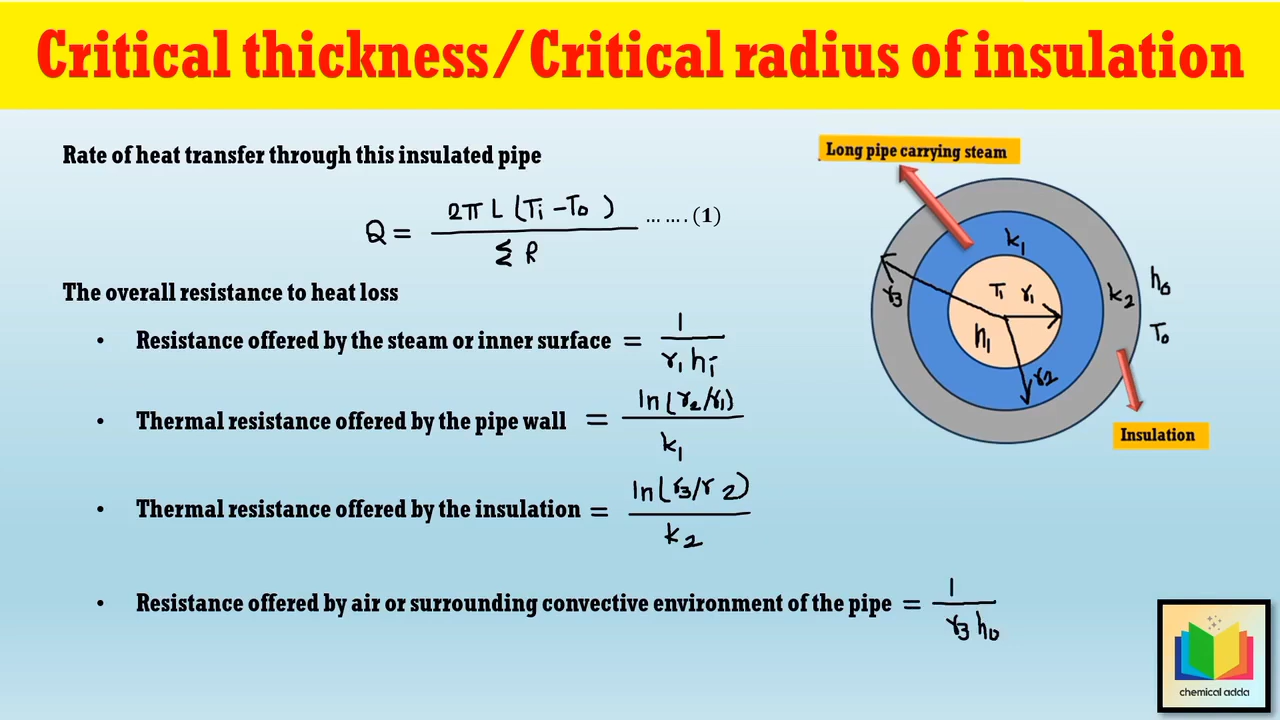 Critical thickness/Critical radius of insulation
Rate of heat transfer through this insulated pipe
Q = 2π L (Ti - To) / Σ R ... ... . (1)
The overall resistance to heat loss
• Resistance offered by the steam or inner surface = 1 / r1 hi
• Thermal resistance offered by the pipe wall = ln(r2/r1) / k1
• Thermal resistance offered by the insulation = ln(r3/r2) / k2
• Resistance offered by air or surrounding convective environment of the pipe = 1 / r3 ho
Long pipe carrying steam
k1
Ti r1
r3
k2
ho
h1
To
r2
Insulation
chemical adda